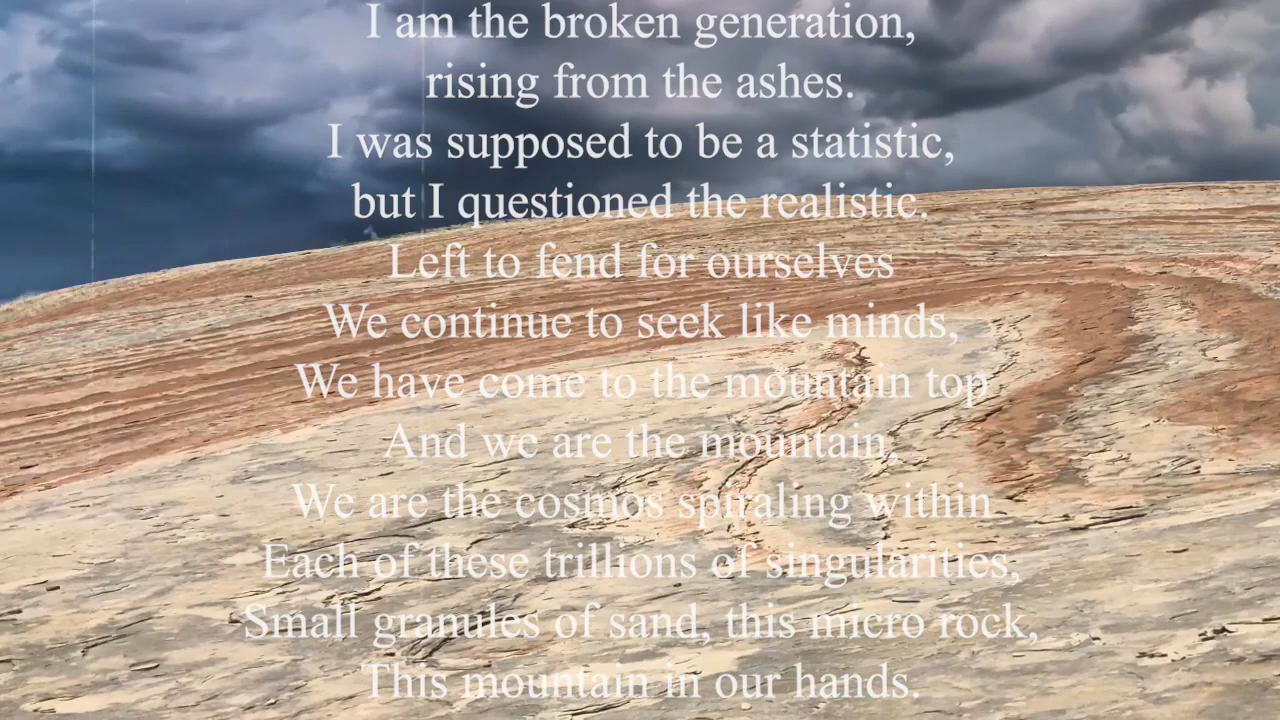 I am the broken generation,
rising from the ashes.
I was supposed to be a statistic,
but I questioned the realistic.
Left to fend for ourselves
We continue to seek like minds,
We have come to the mountain top
And we are the mountain,
We are the cosmos spiraling within
Each of these trillions of singularities,
Small granules of sand, this micro rock,
This mountain in our hands.